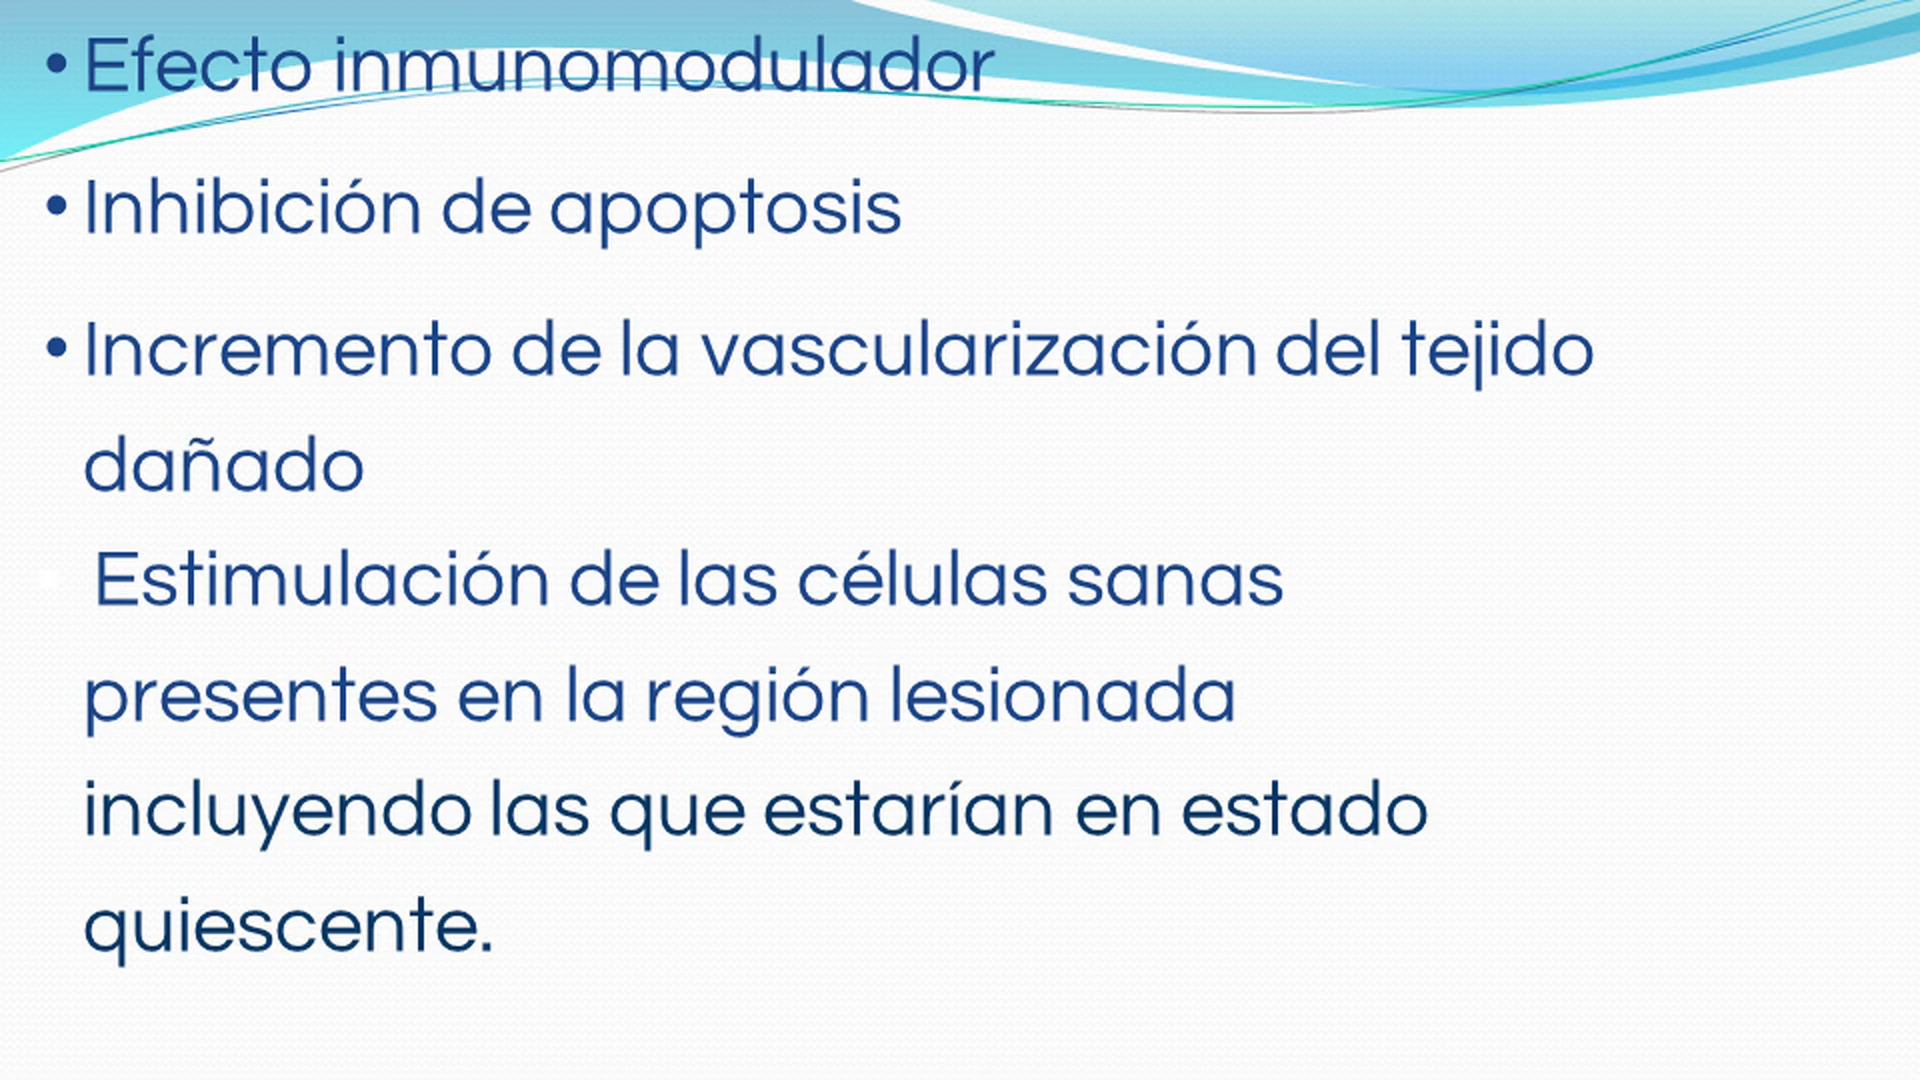 • Efecto inmunomodulador
• Inhibición de apoptosis
• Incremento de la vascularización del tejido
dañado
Estimulación de las células sanas
presentes en la región lesionada
incluyendo las que estarían en estado
quiescente.